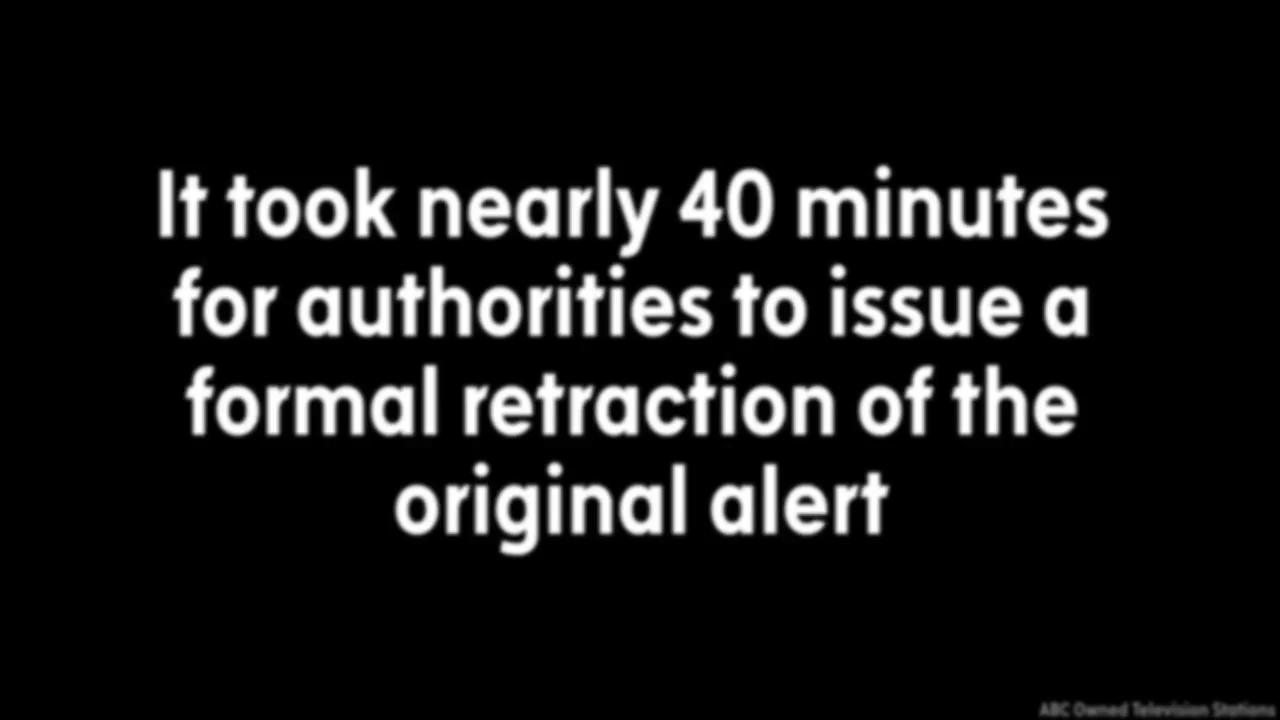 It took nearly 40 minutes
for authorities to issue a
formal retraction of the
original alert
ABC Owned Television Stations